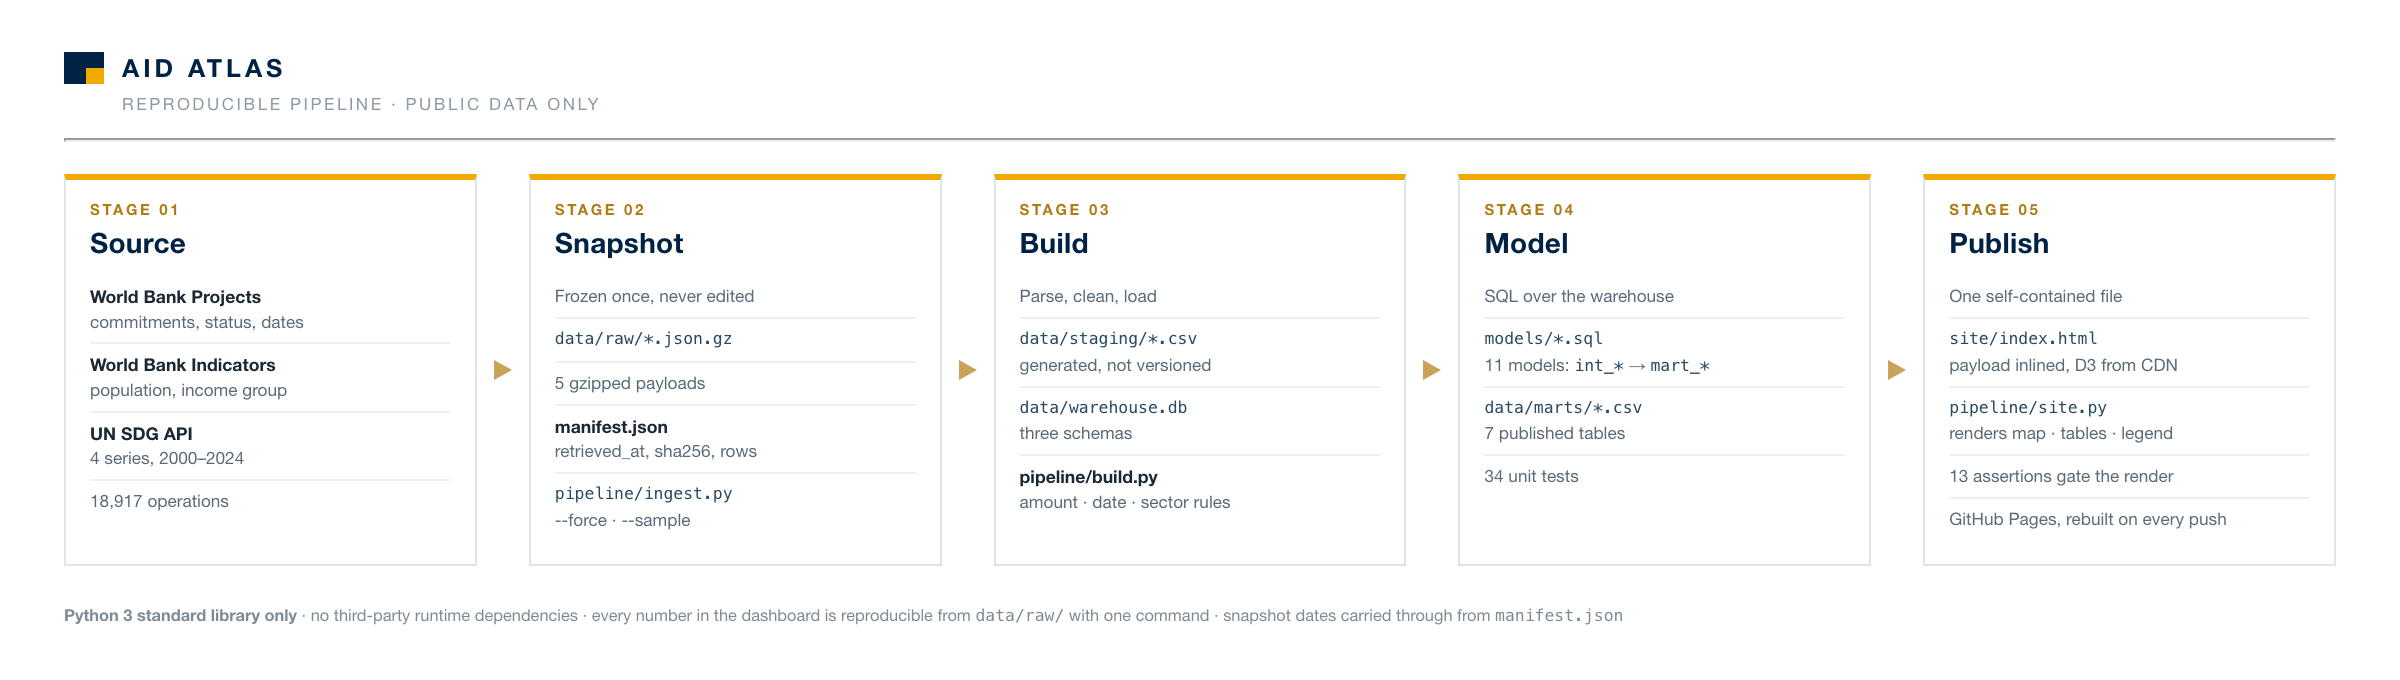 AID ATLAS
REPRODUCIBLE PIPELINE · PUBLIC DATA ONLY
STAGE 01
Source
World Bank Projects
commitments, status, dates
World Bank Indicators
population, income group
UN SDG API
4 series, 2000–2024
18,917 operations
STAGE 02
Snapshot
Frozen once, never edited
data/raw/*.json.gz
5 gzipped payloads
manifest.json
retrieved_at, sha256, rows
pipeline/ingest.py
--force · --sample
STAGE 03
Build
Parse, clean, load
data/staging/*.csv
generated, not versioned
data/warehouse.db
three schemas
pipeline/build.py
amount · date · sector rules
STAGE 04
Model
SQL over the warehouse
models/*.sql
11 models: int_* → mart_*
data/marts/*.csv
7 published tables
34 unit tests
STAGE 05
Publish
One self-contained file
site/index.html
payload inlined, D3 from CDN
pipeline/site.py
renders map · tables · legend
13 assertions gate the render
GitHub Pages, rebuilt on every push
Python 3 standard library only · no third-party runtime dependencies · every number in the dashboard is reproducible from data/raw/ with one command · snapshot dates carried through from manifest.json